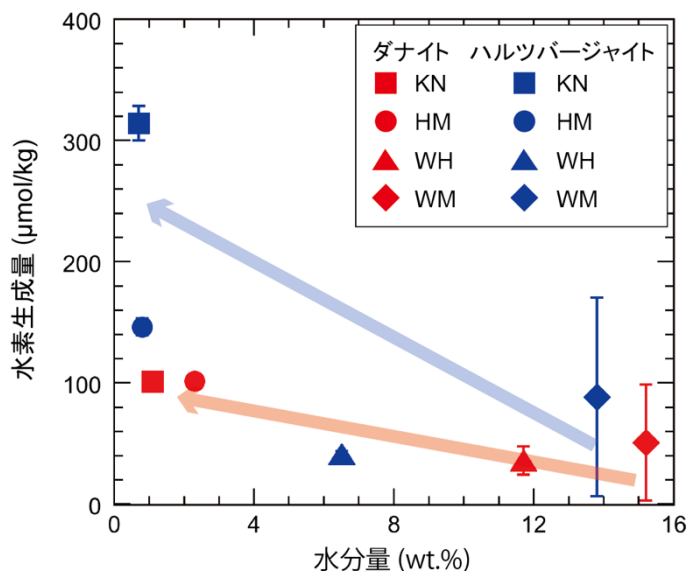 400
300
200
100
0
水素生成量 (μmol/kg)
ダナイト ハルツバージャイト
KN KN
HM HM
WH WH
WM WM
0 4 8 12 16
水分量 (wt.%)